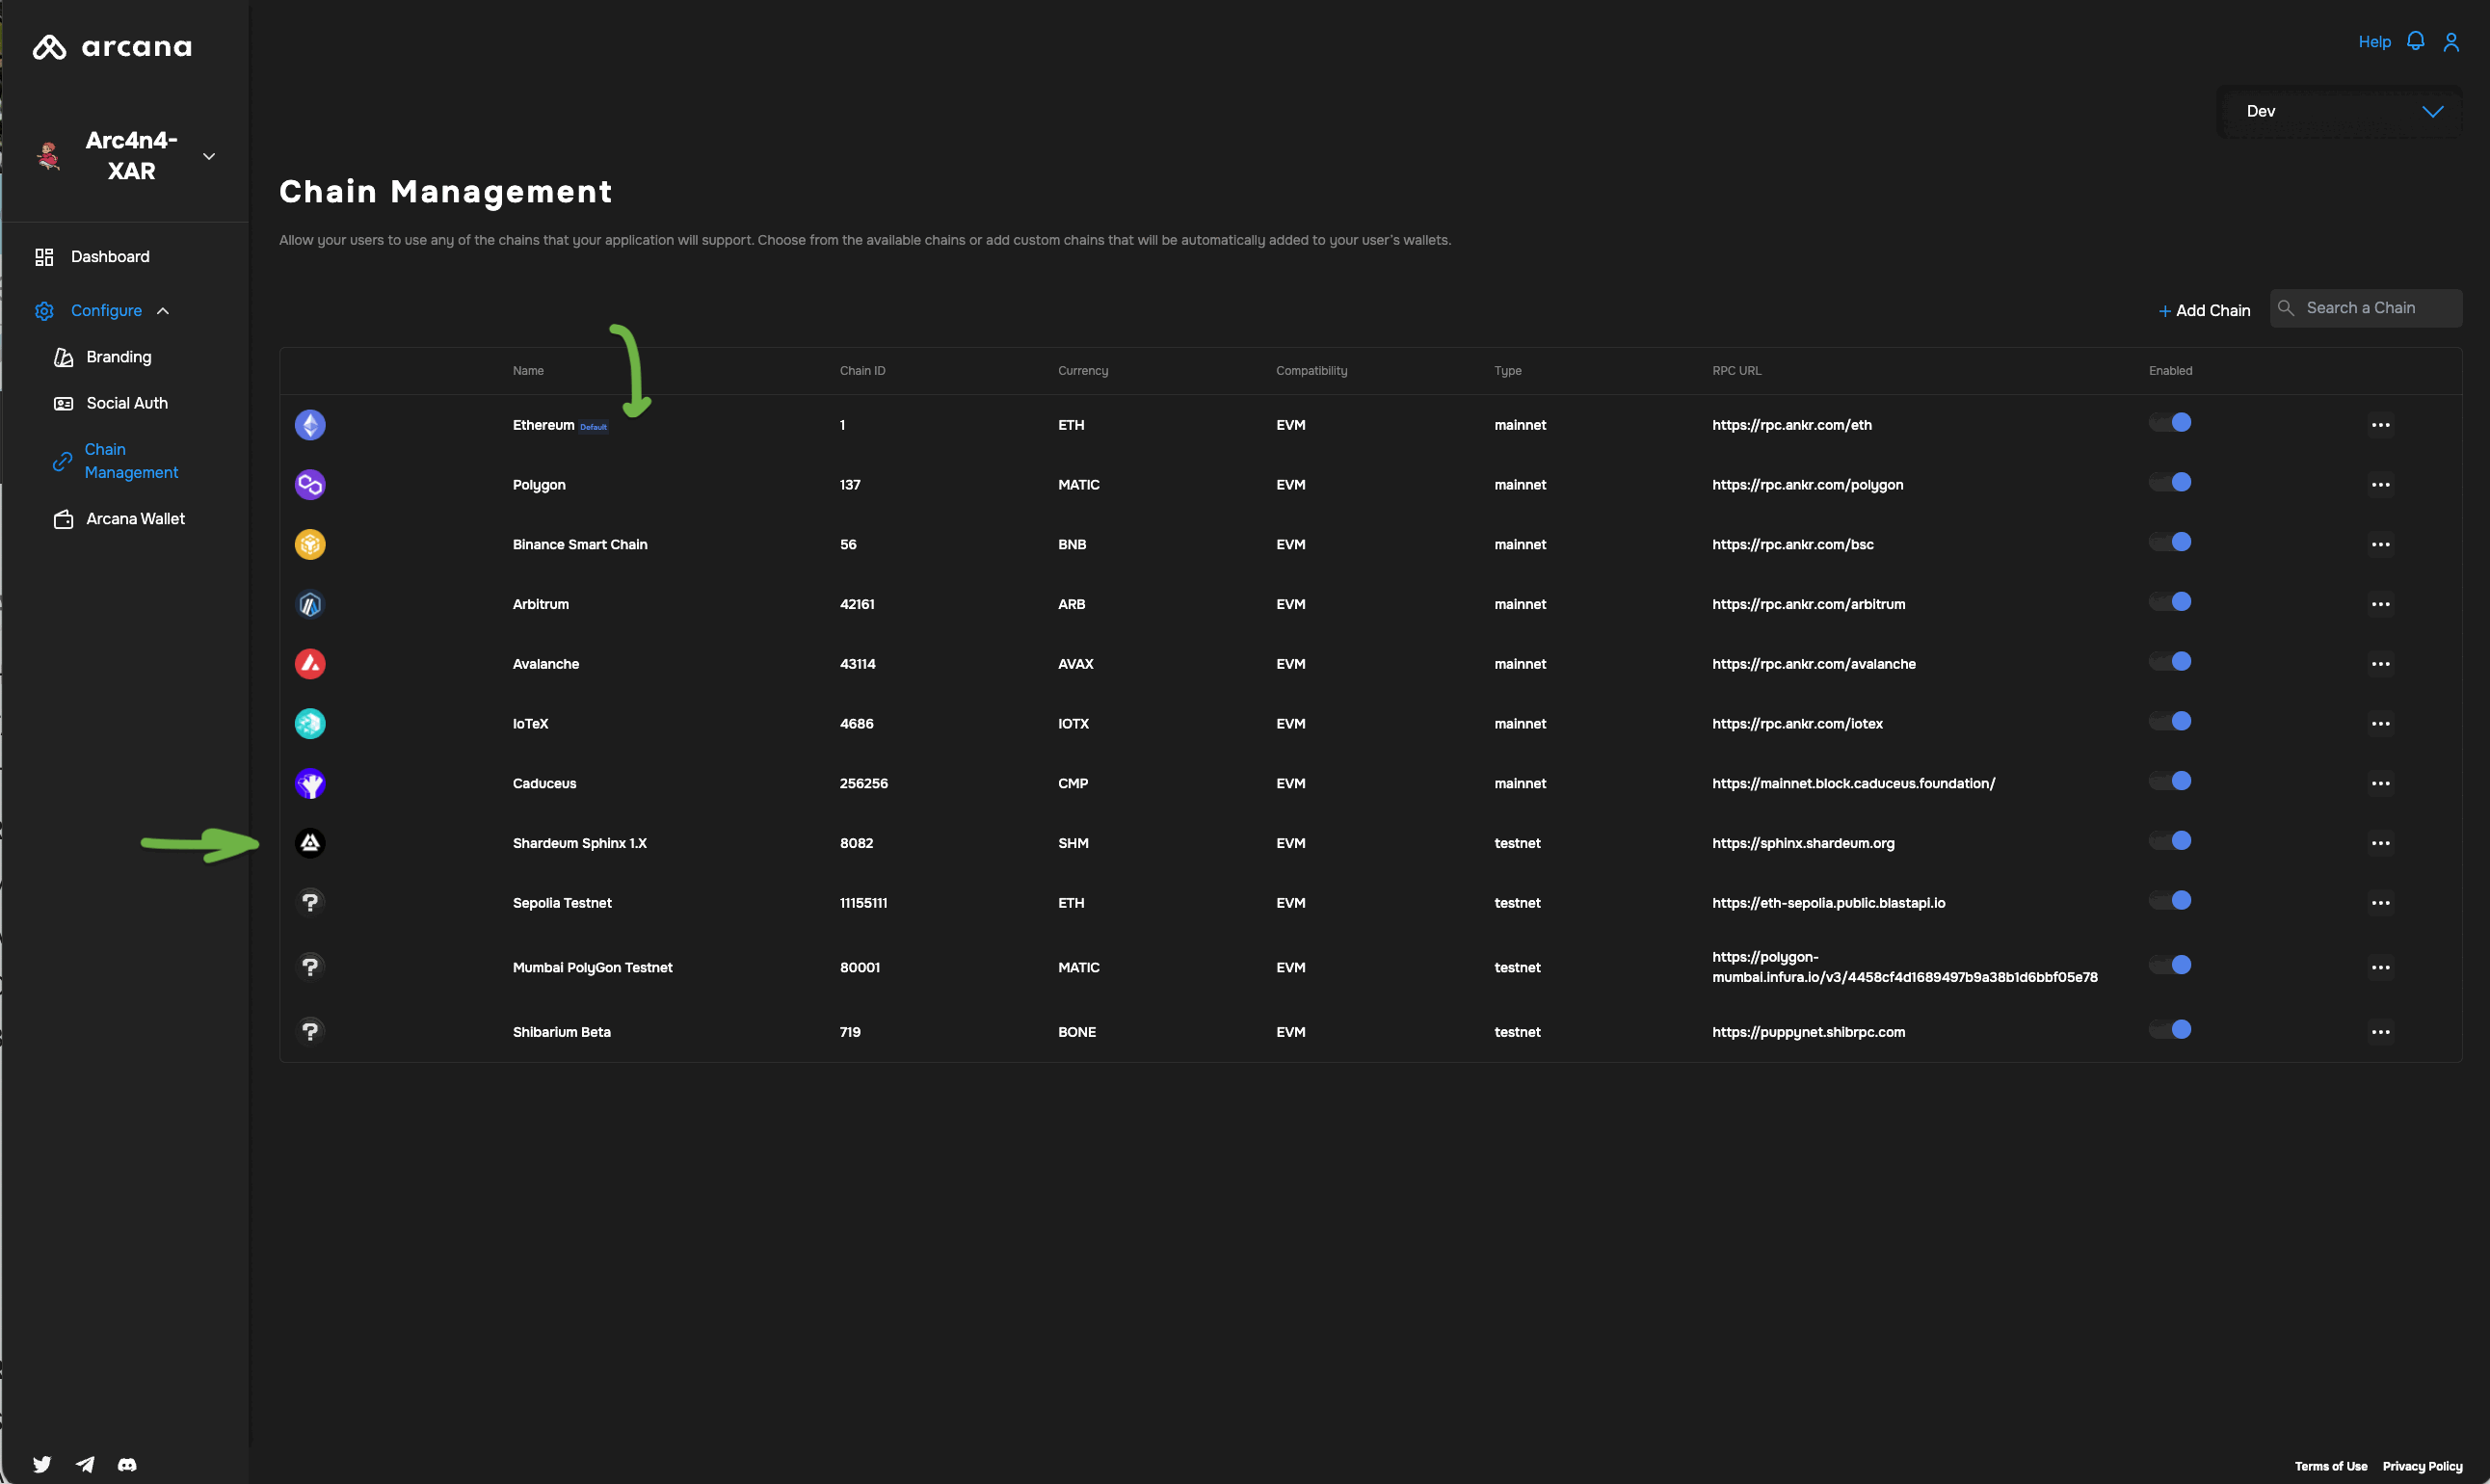 arcana
Help
Dev
Arc4n4-
XAR
Chain Management
Allow your users to use any of the chains that your application will support. Choose from the available chains or add custom chains that will be automatically added to your user's wallets.
Dashboard
Configure
Branding
Social Auth
Chain
Management
Arcana Wallet
+ Add Chain
Search a Chain
Name Chain ID Currency Compatibility Type RPC URL Enabled
Ethereum Default 1 ETH EVM mainnet https://rpc.ankr.com/eth
Polygon 137 MATIC EVM mainnet https://rpc.ankr.com/polygon
Binance Smart Chain 56 BNB EVM mainnet https://rpc.ankr.com/bsc
Arbitrum 42161 ARB EVM mainnet https://rpc.ankr.com/arbitrum
Avalanche 43114 AVAX EVM mainnet https://rpc.ankr.com/avalanche
IoTeX 4686 IOTX EVM mainnet https://rpc.ankr.com/iotex
Caduceus 256256 CMP EVM mainnet https://mainnet.block.caduceus.foundation/
Shardeum Sphinx 1.X 8082 SHM EVM testnet https://sphinx.shardeum.org
? Sepolia Testnet 11155111 ETH EVM testnet https://eth-sepolia.public.blastapi.io
? Mumbai PolyGon Testnet 80001 MATIC EVM testnet https://polygon-
mumbai.infura.io/v3/4458cf4d1689497b9a38b1d6bbf05e78
? Shibarium Beta 719 BONE EVM testnet https://puppynet.shibrpc.com
Terms of Use Privacy Policy